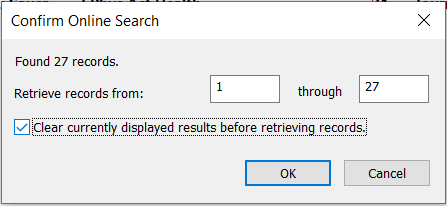 Confirm Online Search
Found 27 records.
Retrieve records from: 1 through 27
Clear currently displayed results before retrieving records.
OK Cancel